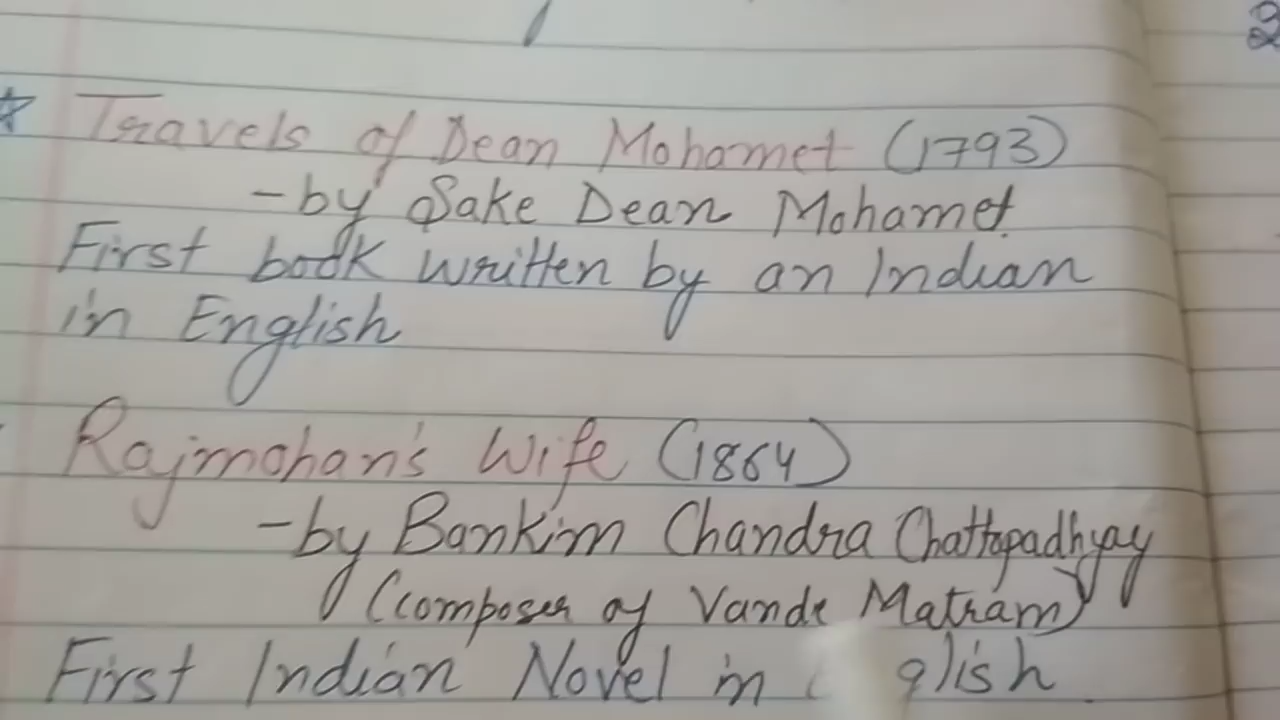 ☆ Travels of Dean Mohamet (1793)
- by Sake Dean Mohamet.
First book written by an Indian
in English
Rajmohan's Wife (1864)
- by Bankim Chandra Chattopadhyay
(composer of Vande Matram)
First Indian Novel in glish